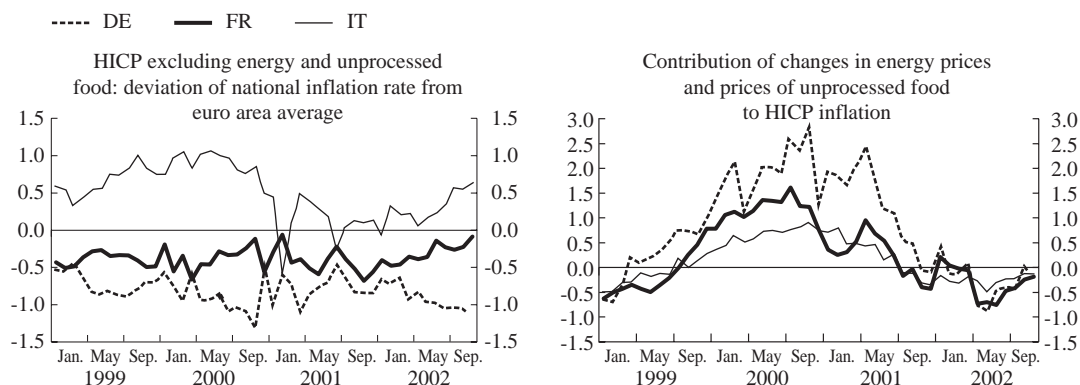 DE FR IT
HICP excluding energy and unprocessed
food: deviation of national inflation rate from
euro area average
1.5 1.5
1.0 1.0
0.5 0.5
0.0 0.0
-0.5 -0.5
-1.0 -1.0
-1.5 -1.5
Jan. May Sep. Jan. May Sep. Jan. May Sep. Jan. May Sep.
1999 2000 2001 2002
Contribution of changes in energy prices
and prices of unprocessed food
to HICP inflation
3.0 3.0
2.5 2.5
2.0 2.0
1.5 1.5
1.0 1.0
0.5 0.5
0.0 0.0
-0.5 -0.5
-1.0 -1.0
-1.5 -1.5
Jan. May Sep. Jan. May Sep. Jan. May Sep. Jan. May Sep.
1999 2000 2001 2002